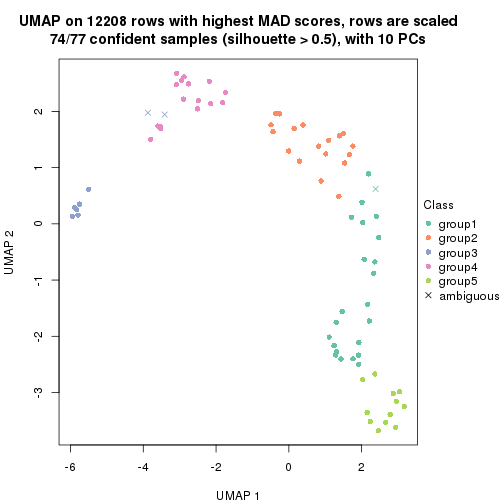 UMAP on 12208 rows with highest MAD scores, rows are scaled
74/77 confident samples (silhouette > 0.5), with 10 PCs
UMAP 2
2
1
0
-1
-2
-3
-6
-4
-2
0
2
UMAP 1
Class
group1
group2
group3
group4
group5
ambiguous